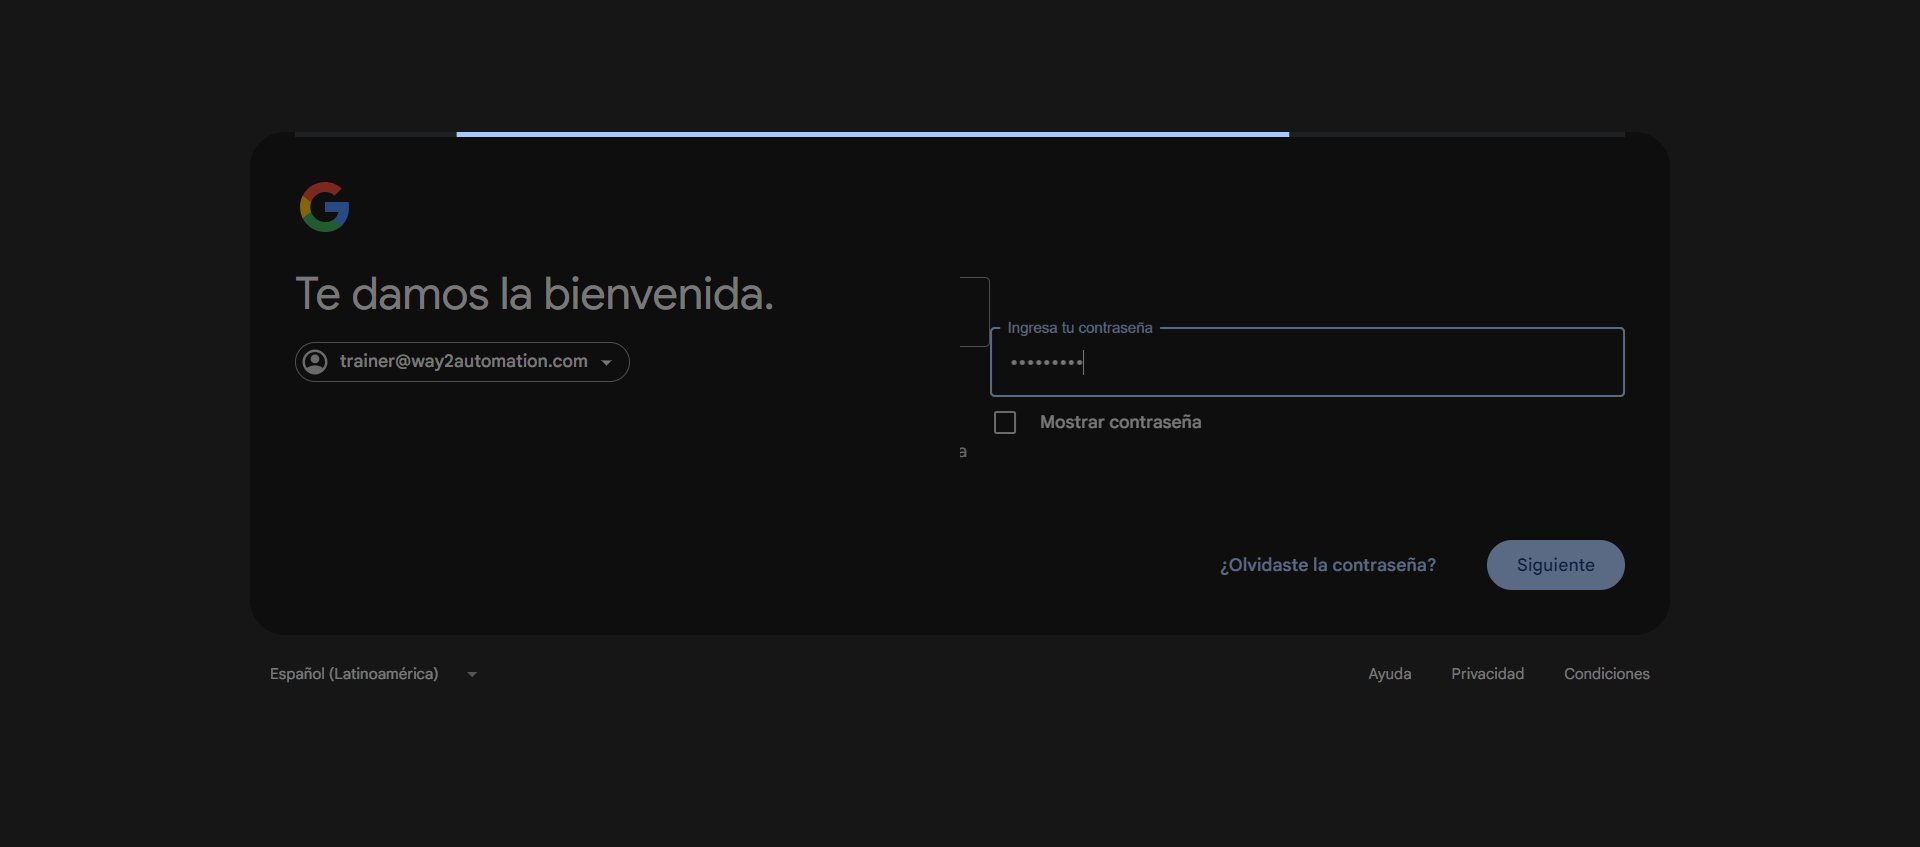 Te damos la bienvenida.
trainer@way2automation.com
Ingresa tu contraseña
•••••••••
Mostrar contraseña
a
¿Olvidaste la contraseña?
Siguiente
Español (Latinoamérica)
Ayuda
Privacidad
Condiciones